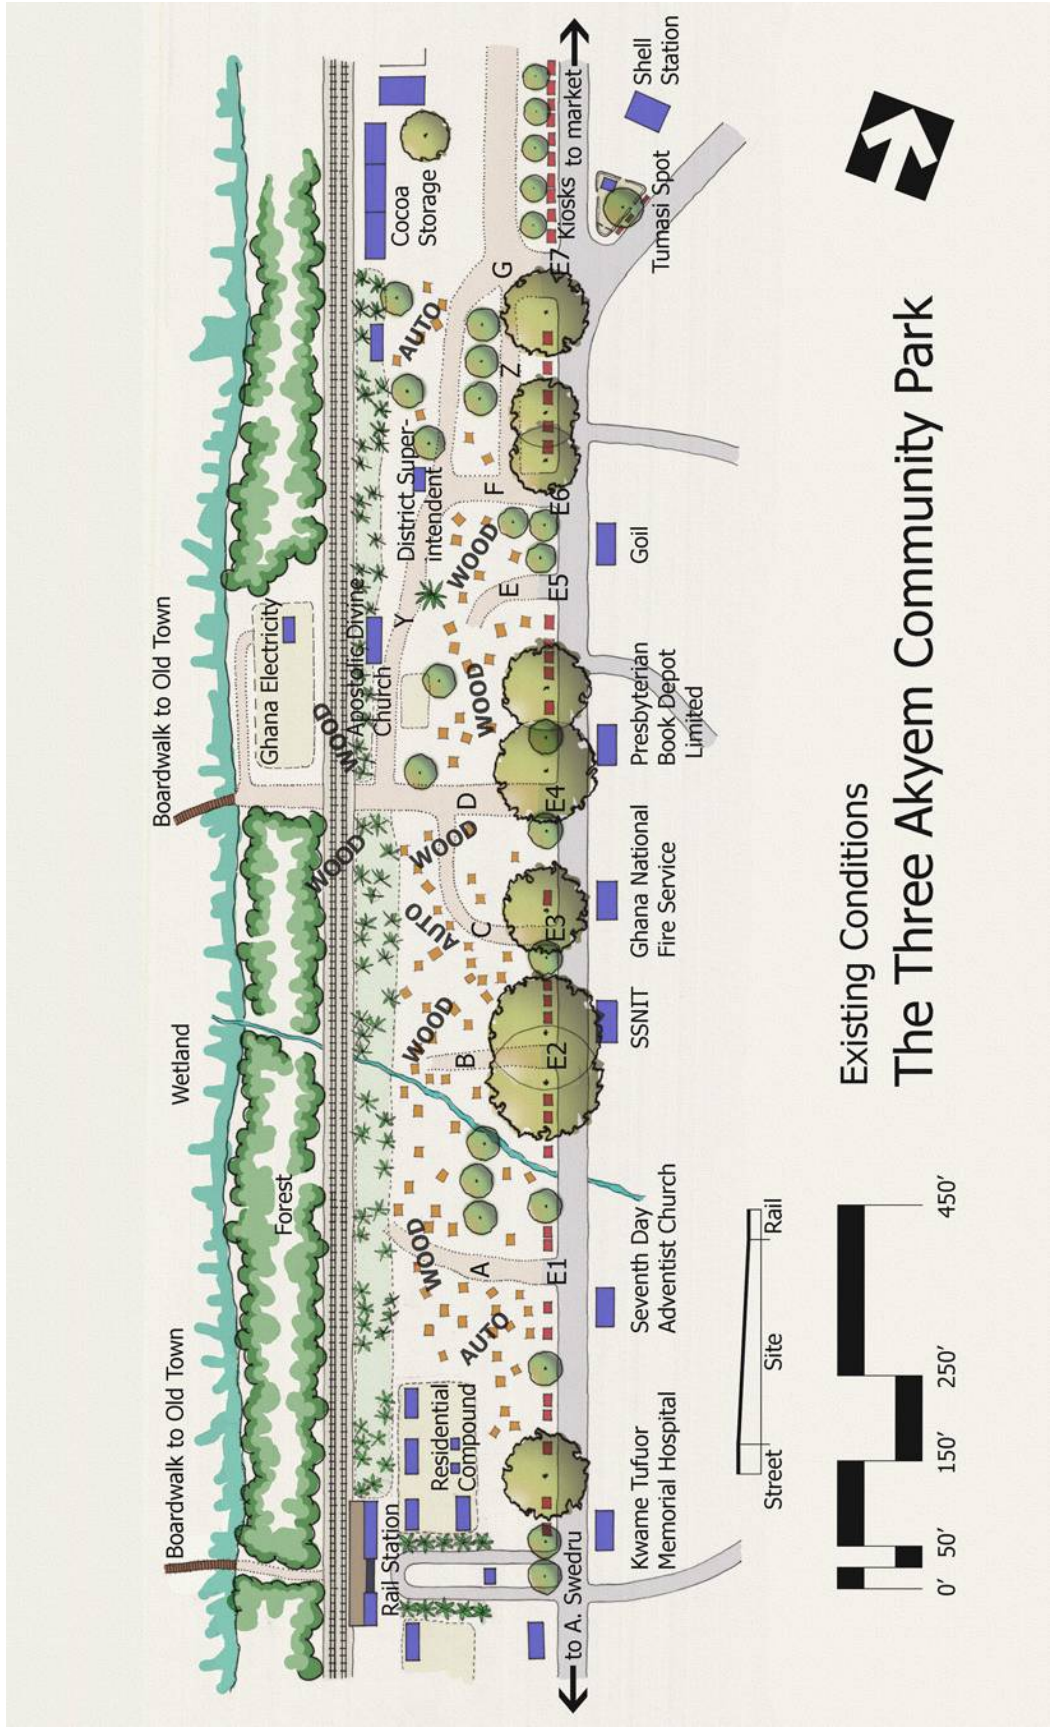 Boardwalk to Old Town
Wetland
Boardwalk to Old Town
Forest
Ghana Electricity
Rail Station
Residential
Compound
WOOD
AUTO
WOOD
WOOD
AUTO
WOOD
WOOD
WOOD
WOOD
WOOD
AUTO
Apostolic Divine
Church
District Super-
intendent
Cocoa
Storage
A
B
C
D
E
F
G
Y
Z
E1
E2
E3
E4
E5
E6
E7
Kiosks
to market
to A. Swedru
Kwame Tufuor
Memorial Hospital
Seventh Day
Adventist Church
SSNIT
Ghana National
Fire Service
Presbyterian
Book Depot
Limited
Goil
Tumasi Spot
Shell
Station
Street
Site
Rail
0'
50'
150'
250'
450'
Existing Conditions
The Three Akyem Community Park